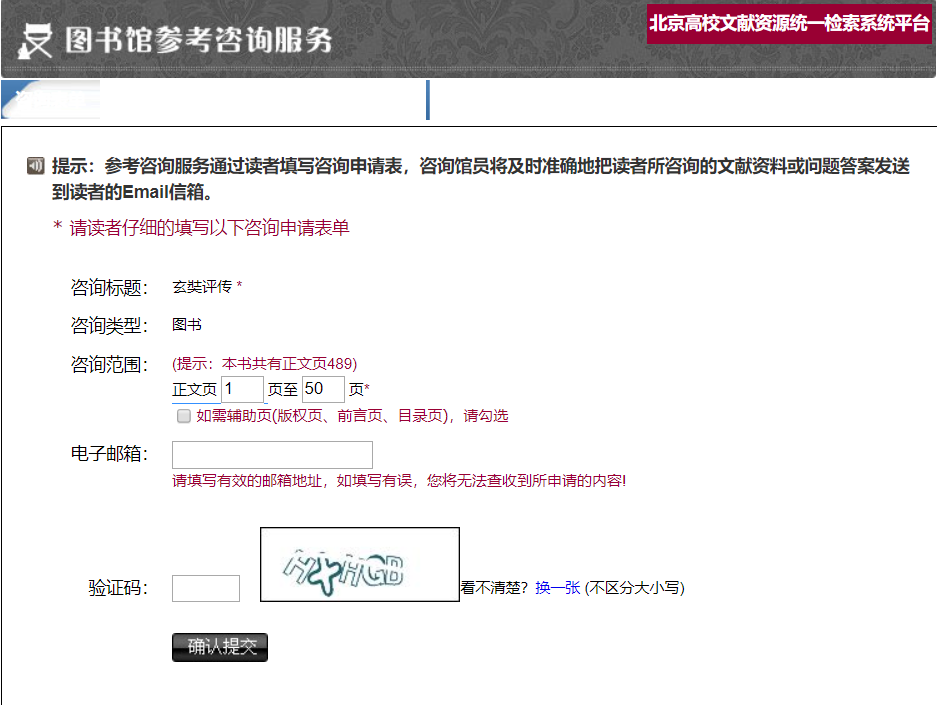 图书馆参考咨询服务
北京高校文献资源统一检索系统平台
提示：参考咨询服务通过读者填写咨询申请表，咨询馆员将及时准确地把读者所咨询的文献资料或问题答案发送
到读者的Email信箱。
* 请读者仔细的填写以下咨询申请表单
咨询标题： 玄奘评传 *
咨询类型： 图书
咨询范围： (提示：本书共有正文页489)
正文页 1 页至 50 页*
如需辅助页(版权页、前言页、目录页)，请勾选
电子邮箱：
请填写有效的邮箱地址，如填写有误，您将无法查收到所申请的内容!
验证码： 看不清楚? 换一张 (不区分大小写)
确认提交